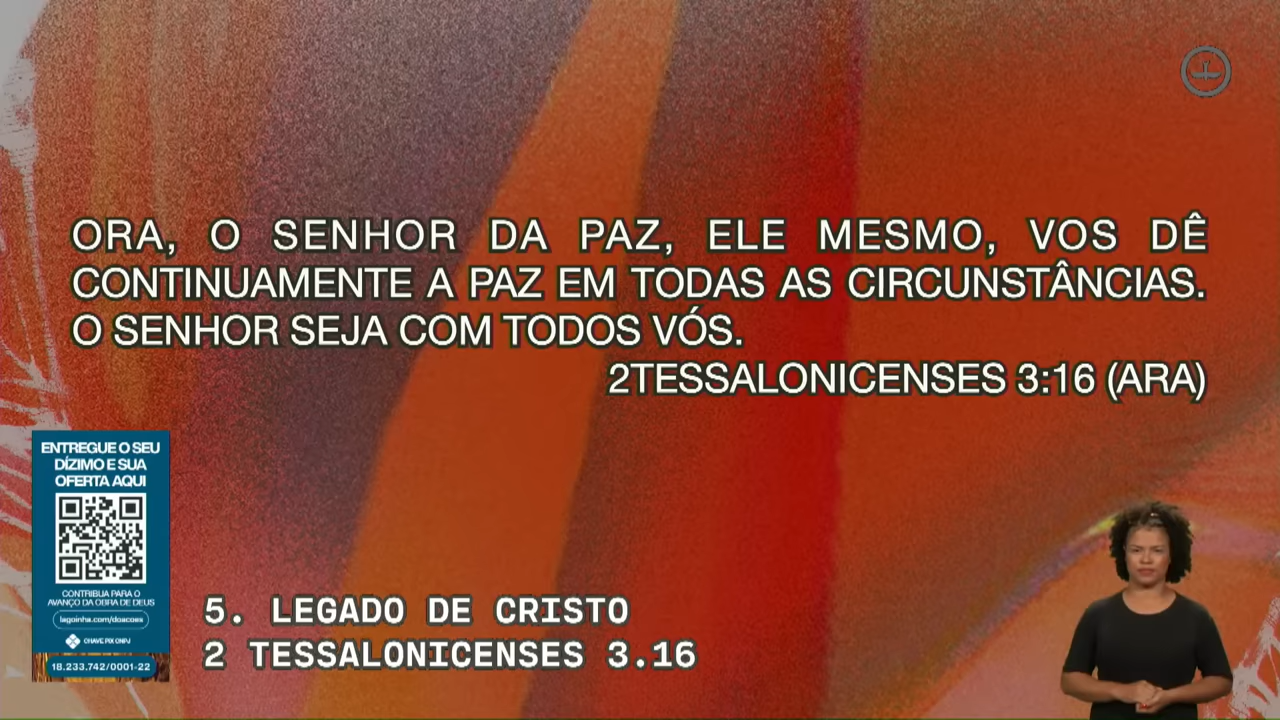 ORA, O SENHOR DA PAZ, ELE MESMO, VOS DÊ
CONTINUAMENTE A PAZ EM TODAS AS CIRCUNSTÂNCIAS.
O SENHOR SEJA COM TODOS VÓS.
2TESSALONICENSES 3:16 (ARA)
ENTREGUE O SEU
DÍZIMO E SUA
OFERTA AQUI
CONTRIBUA PARA O
AVANÇO DA OBRA DE DEUS
lagoinha.com/doacoes
CHAVE PIX CNPJ
18.233.742/0001-22
5. LEGADO DE CRISTO
2 TESSALONICENSES 3.16